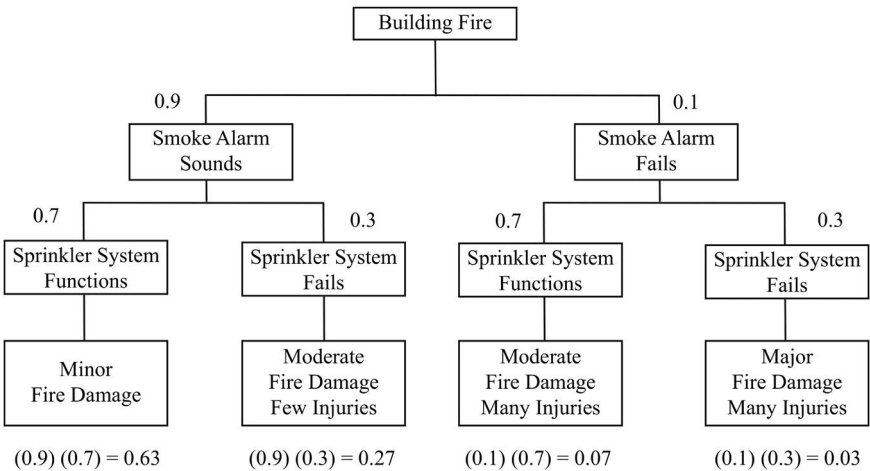 Building Fire
0.9
0.1
Smoke Alarm
Sounds
Smoke Alarm
Fails
0.7
0.3
0.7
0.3
Sprinkler System
Functions
Sprinkler System
Fails
Sprinkler System
Functions
Sprinkler System
Fails
Minor
Fire Damage
Moderate
Fire Damage
Few Injuries
Moderate
Fire Damage
Many Injuries
Major
Fire Damage
Many Injuries
(0.9) (0.7) = 0.63
(0.9) (0.3) = 0.27
(0.1) (0.7) = 0.07
(0.1) (0.3) = 0.03